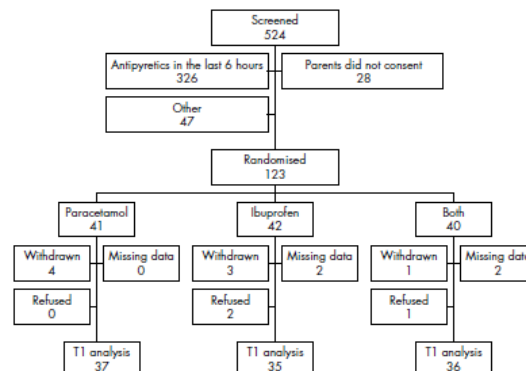 Screened
524
Antipyretics in the last 6 hours
326
Parents did not consent
28
Other
47
Randomised
123
Paracetamol
41
Ibuprofen
42
Both
40
Withdrawn
4
Missing data
0
Withdrawn
3
Missing data
2
Withdrawn
1
Missing data
2
Refused
0
Refused
2
Refused
1
T1 analysis
37
T1 analysis
35
T1 analysis
36